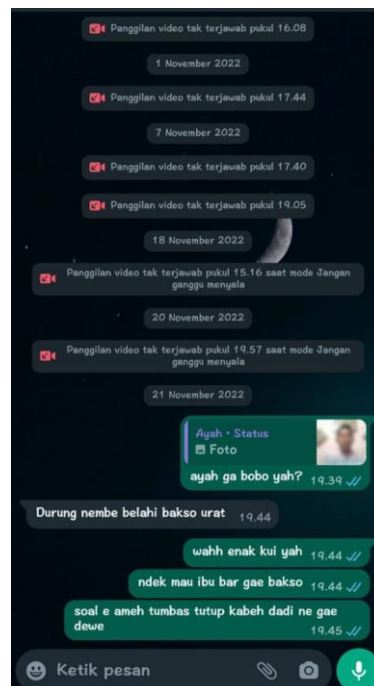 Panggilan video tak terjawab pukul 16.08
1 November 2022
Panggilan video tak terjawab pukul 17.44
7 November 2022
Panggilan video tak terjawab pukul 17.40
Panggilan video tak terjawab pukul 19.05
18 November 2022
Panggilan video tak terjawab pukul 15.16 saat mode Jangan
ganggu menyala
20 November 2022
Panggilan video tak terjawab pukul 19.57 saat mode Jangan
ganggu menyala
21 November 2022
Ayah • Status
Foto
ayah ga bobo yah? 19.39
Durung nembe belahi bakso urat 19.44
wahh enak kui yah 19.44
ndek mau ibu bar gae bakso 19.44
soal e ameh tumbas tutup kabeh dadi ne gae
dewe 19.45
Ketik pesan